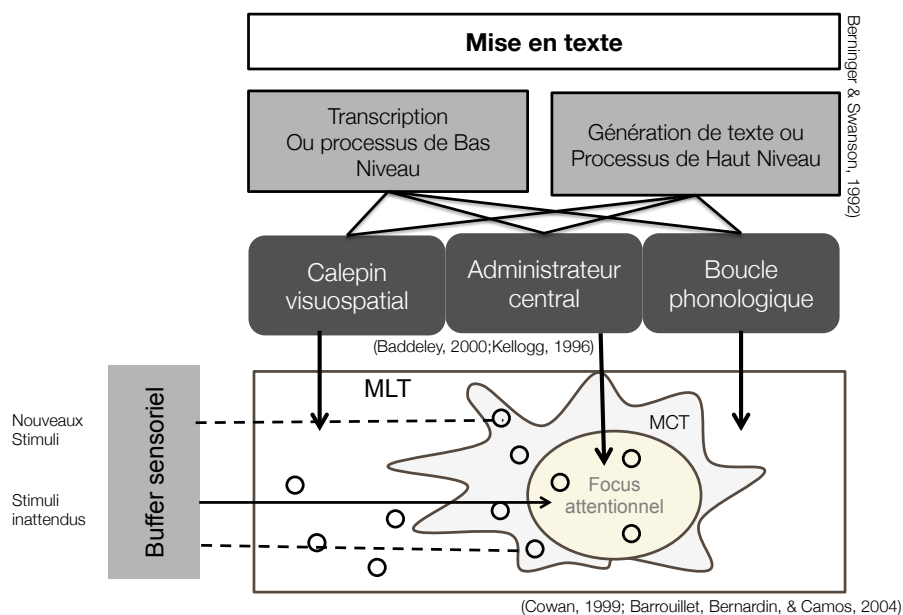 Mise en texte
Berninger & Swanson, 1992)
Transcription
Ou processus de Bas
Niveau
Génération de texte ou
Processus de Haut Niveau
Calepin
visuospatial
Administrateur
central
Boucle
phonologique
(Baddeley, 2000;Kellogg, 1996)
MLT
MCT
Nouveaux
Stimuli
Buffer sensoriel
Focus
attentionnel
Stimuli
inattendus
(Cowan, 1999; Barrouillet, Bernardin, & Camos, 2004)